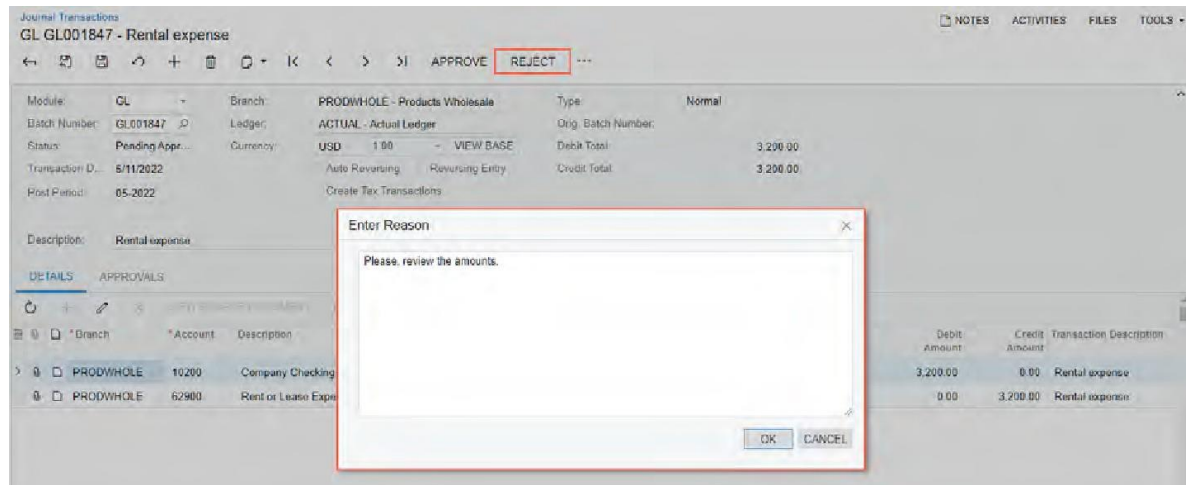 Journal Transactions
GL GL001847 - Rental expense
NOTES ACTIVITIES FILES TOOLS
APPROVE REJECT ...
Module: GL Branch: PRODWHOLE - Products Wholesale Type: Normal
Batch Number: GL001847 Ledger: ACTUAL - Actual Ledger Orig. Batch Number:
Status: Pending Appr... Currency: USD 1.00 VIEW BASE Debit Total: 3,200.00
Transaction D... 5/11/2022 Auto Reversing Reversing Entry Credit Total: 3,200.00
Post Period: 05-2022 Create Tax Transactions
Description: Rental expense
Enter Reason
Please, review the amounts.
OK CANCEL
DETAILS APPROVALS
*Branch *Account Description Debit Amount Credit Amount Transaction Description
PRODWHOLE 10200 Company Checking 3,200.00 0.00 Rental expense
PRODWHOLE 62900 Rent or Lease Expe 0.00 3,200.00 Rental expense